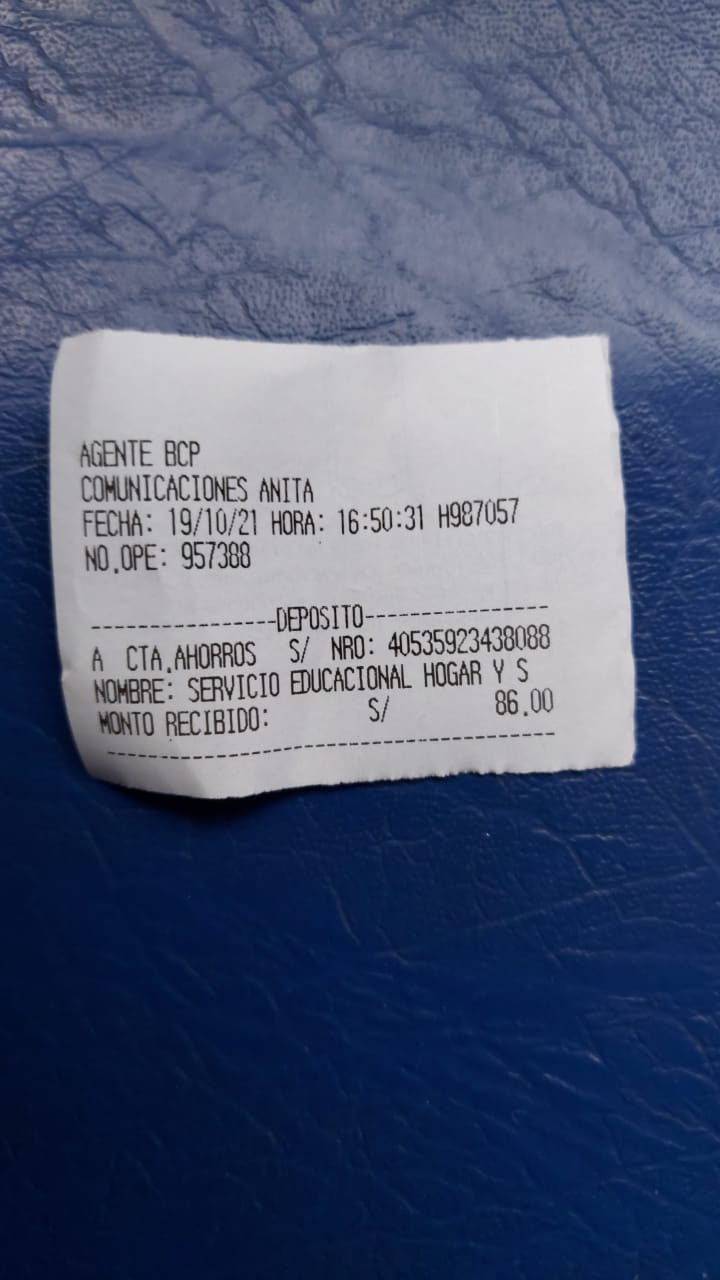 AGENTE BCP
COMUNICACIONES ANITA
FECHA: 19/10/21 HORA: 16:50:31 H987057
NO.OPE: 957388
----------------DEPOSITO----------------
A CTA.AHORROS S/ NRO: 40535923438088
NOMBRE: SERVICIO EDUCACIONAL HOGAR Y S
MONTO RECIBIDO: S/ 86.00
----------------------------------------